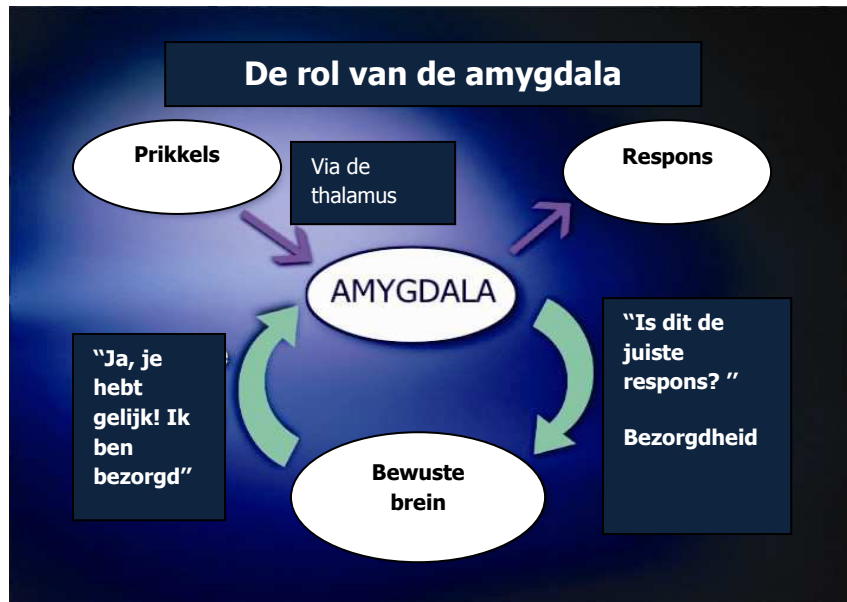 De rol van de amygdala
Prikkels
Via de
thalamus
Respons
AMYGDALA
“Ja, je
hebt
gelijk! Ik
ben
bezorgd”
“Is dit de
juiste
respons? ”
Bezorgdheid
Bewuste
brein